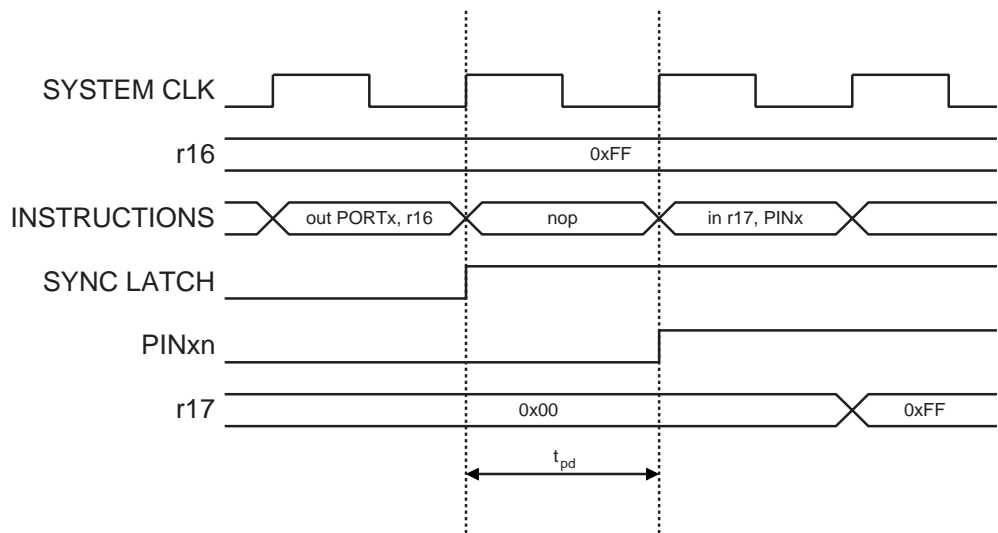 SYSTEM CLK
r16
0xFF
INSTRUCTIONS
out PORTx, r16
nop
in r17, PINx
SYNC LATCH
PINxn
r17
0x00
0xFF
tpd